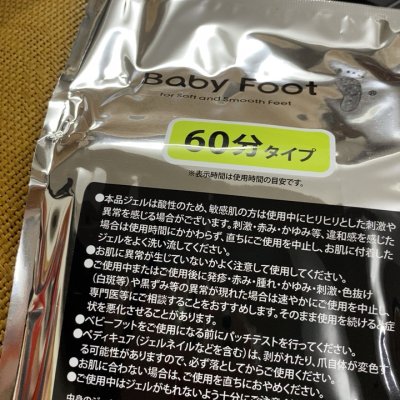 Baby Foot ®
for Soft and Smooth Feet
60分タイプ
※表示時間は使用時間の目安です。
●本品ジェルは酸性のため、敏感肌の方は使用中にヒリヒリとした刺激や
異常を感じる場合がございます。刺激・赤み・かゆみ等、違和感を感じた
場合は使用時間にかかわらず、直ちにご使用を中止し、お肌に付着した
ジェルをよく洗い流してください。
●お肌に異常が生じていないかよく注意して使用してください。
●ご使用中またはご使用後に発疹・赤み・腫れ・かゆみ・刺激・色抜け
(白斑等)や黒ずみ等の異常が現れた場合は速やかにご使用を中止し、
専門医等にご相談することをおすすめします。そのまま使用を続けると症
状を悪化させることがあります。
●ベビーフットをご使用になる前にパッチテストを行ってください。
●ペディキュア(ジェルネイルなどを含む)は、剥がれたり、爪自体が変色す
る可能性がありますので、必ず落としてからご使用ください。
●お肌に合わない場合は、ご使用を直ちにおやめください。
●ご使用中はジェルがもれないよう十分にご注意